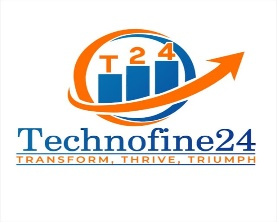 T24
Technofine24
TRANSFORM, THRIVE, TRIUMPH